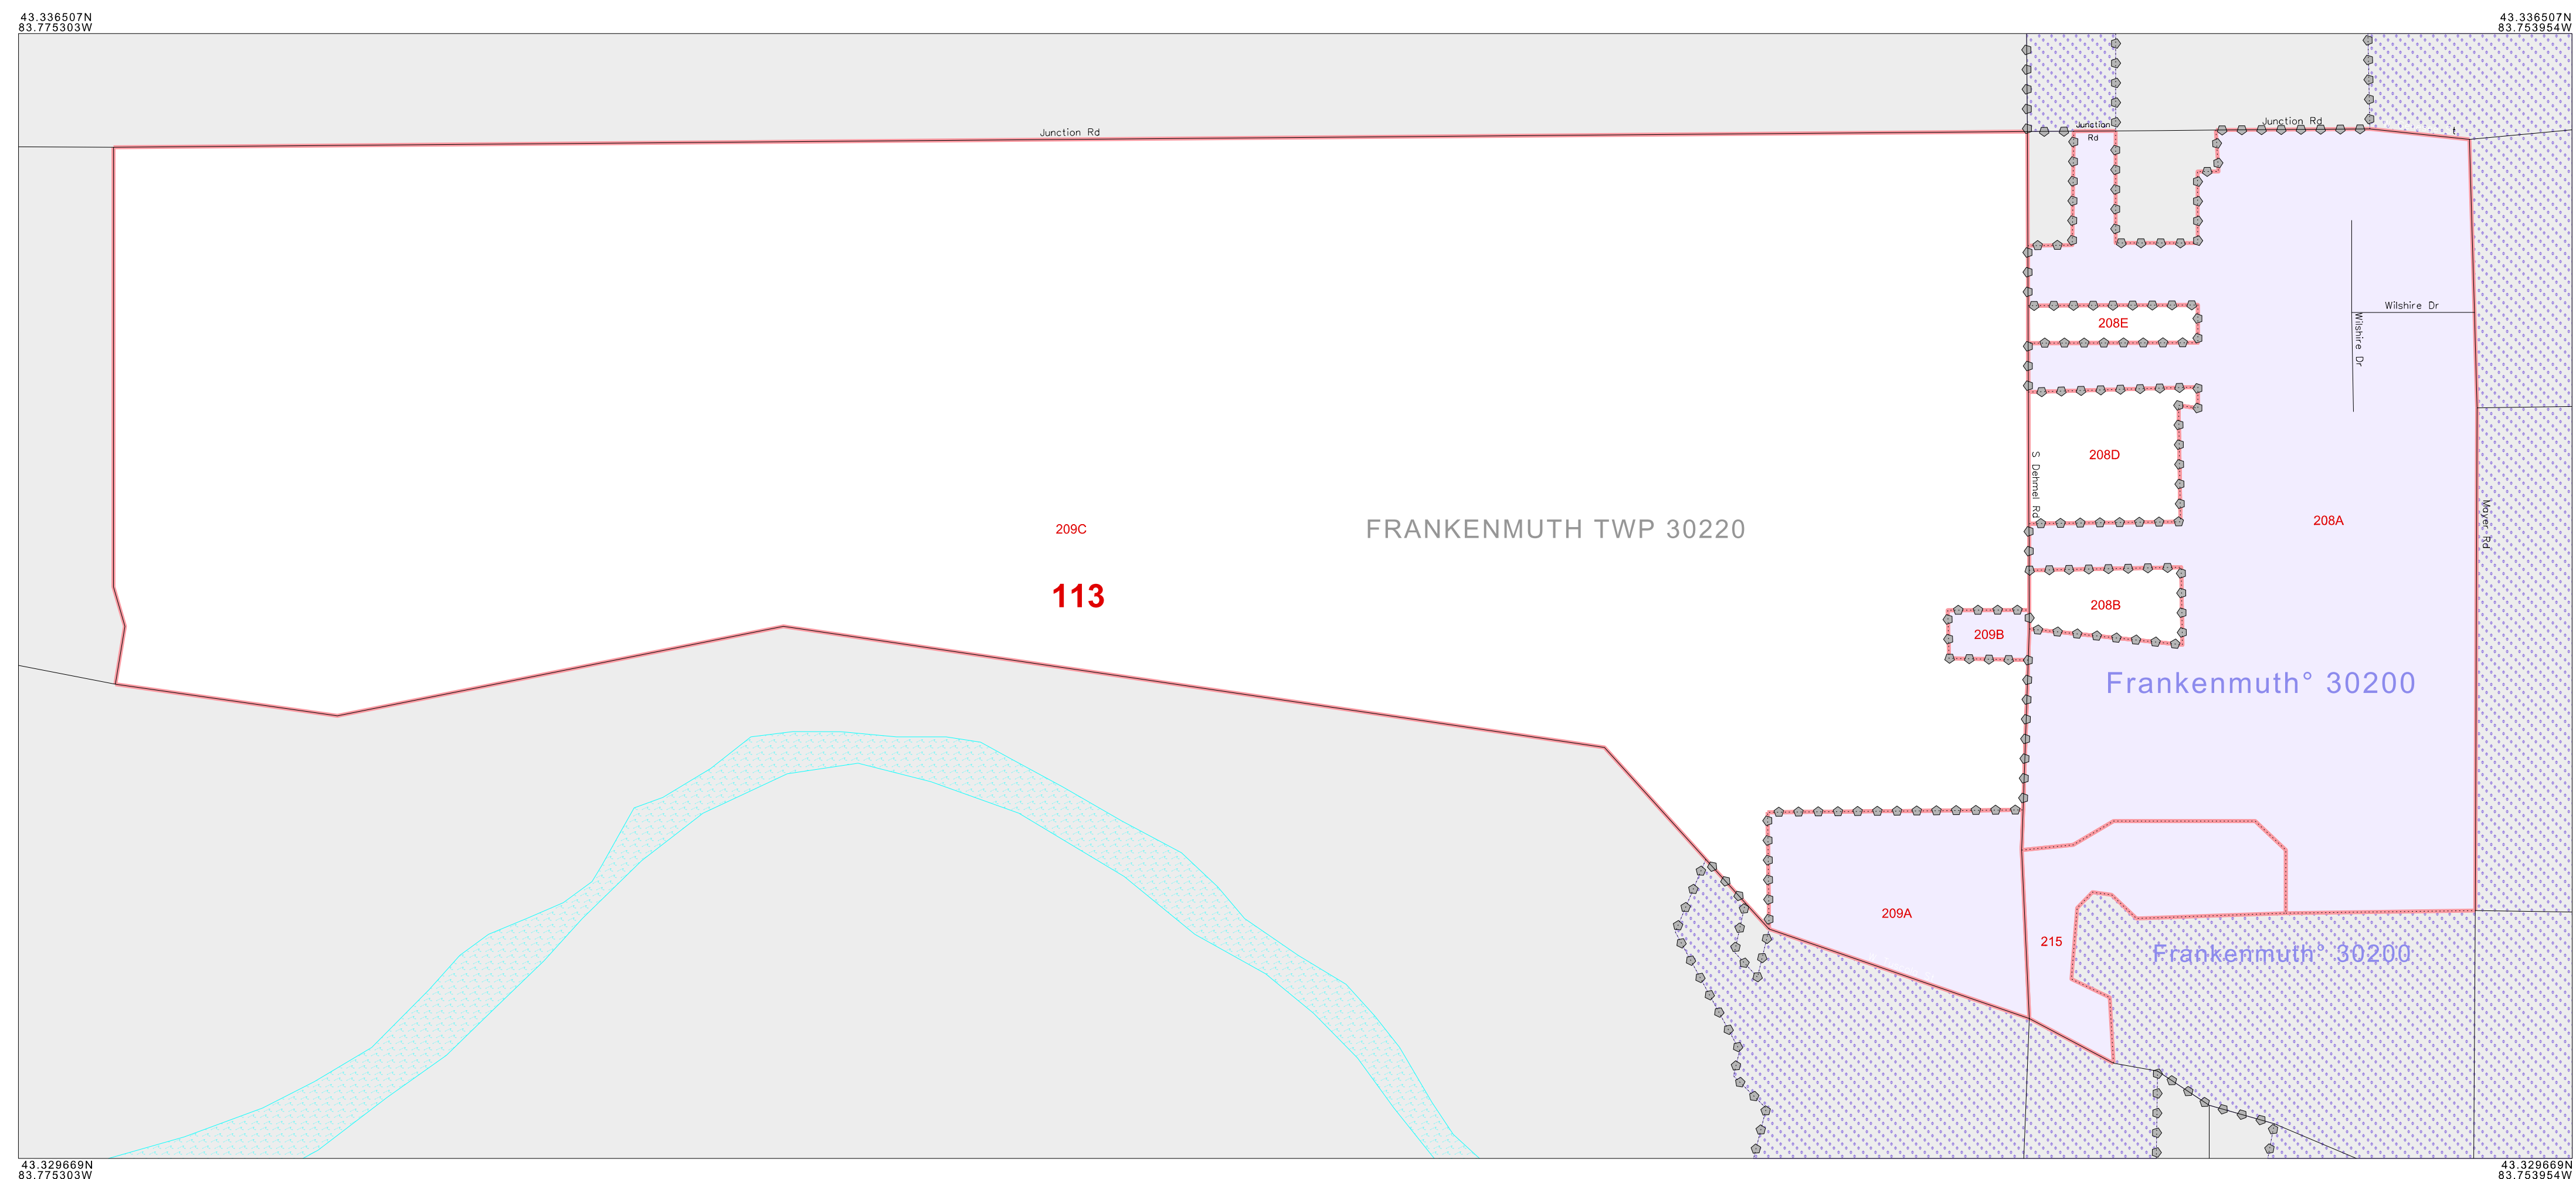 43.336507N
83.775303W
43.336507N
83.753954W
Junction Rd
Junction
Rd
Junction Rd
t
208E
Wilshire Dr
Wilshire Dr
208D
S Dehmel Rd
208A
Mayer Rd
209C
FRANKENMUTH TWP 30220
113
208B
209B
Frankenmuth° 30200
209A
215
Frankenmuth° 30200
43.329669N
83.775303W
43.329669N
83.753954W